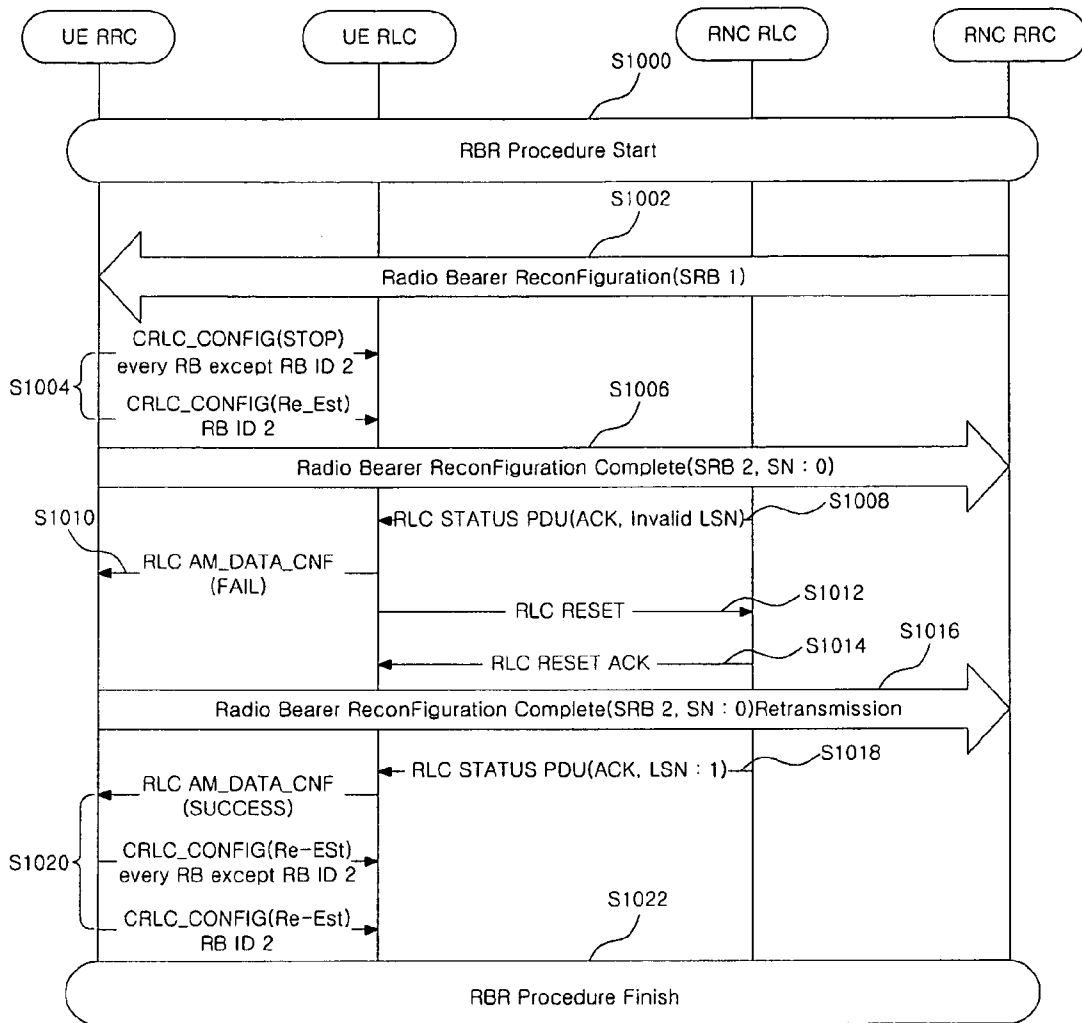 UE RRC
UE RLC
RNC RLC
RNC RRC
S1000
RBR Procedure Start
S1002
Radio Bearer ReconFiguration(SRB 1)
CRLC_CONFIG(STOP)
every RB except RB ID 2
S1004
CRLC_CONFIG(Re_Est)
RB ID 2
S1006
Radio Bearer ReconFiguration Complete(SRB 2, SN : 0)
S1008
RLC STATUS PDU(ACK, Invalid LSN)
S1010
RLC AM_DATA_CNF
(FAIL)
S1012
RLC RESET
S1014
RLC RESET ACK
S1016
Radio Bearer ReconFiguration Complete(SRB 2, SN : 0)Retransmission
S1018
RLC STATUS PDU(ACK, LSN : 1)
RLC AM_DATA_CNF
(SUCCESS)
S1020
CRLC_CONFIG(Re-ESt)
every RB except RB ID 2
CRLC_CONFIG(Re-Est)
RB ID 2
S1022
RBR Procedure Finish